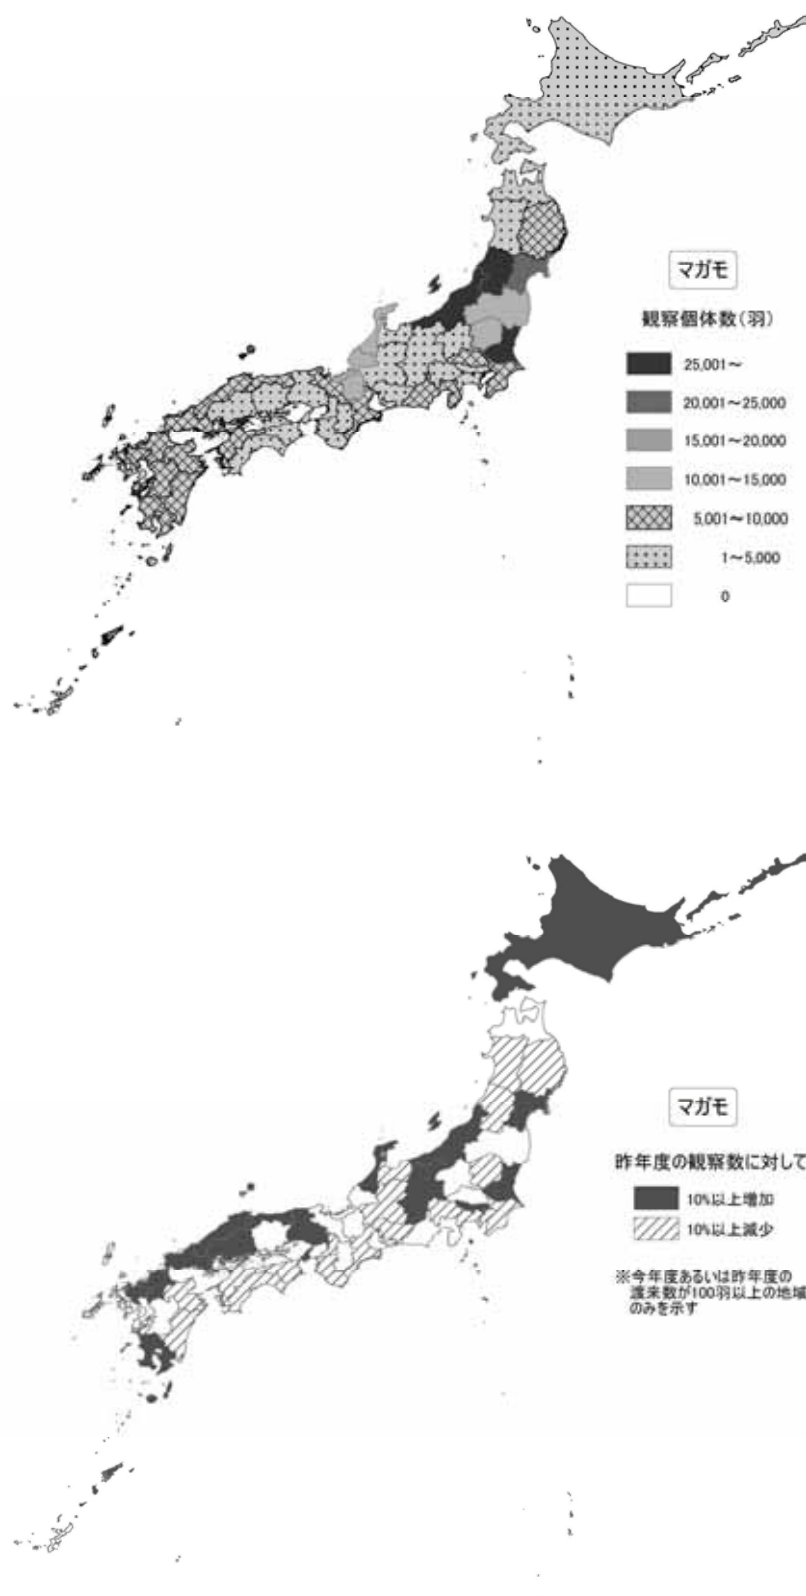 マガモ
観察個体数(羽)
25,001～
20,001～25,000
15,001～20,000
10,001～15,000
5,001～10,000
1～5,000
0
マガモ
昨年度の観察数に対して
10%以上増加
10%以上減少
※今年度あるいは昨年度の
渡来数が100羽以上の地域
のみを示す